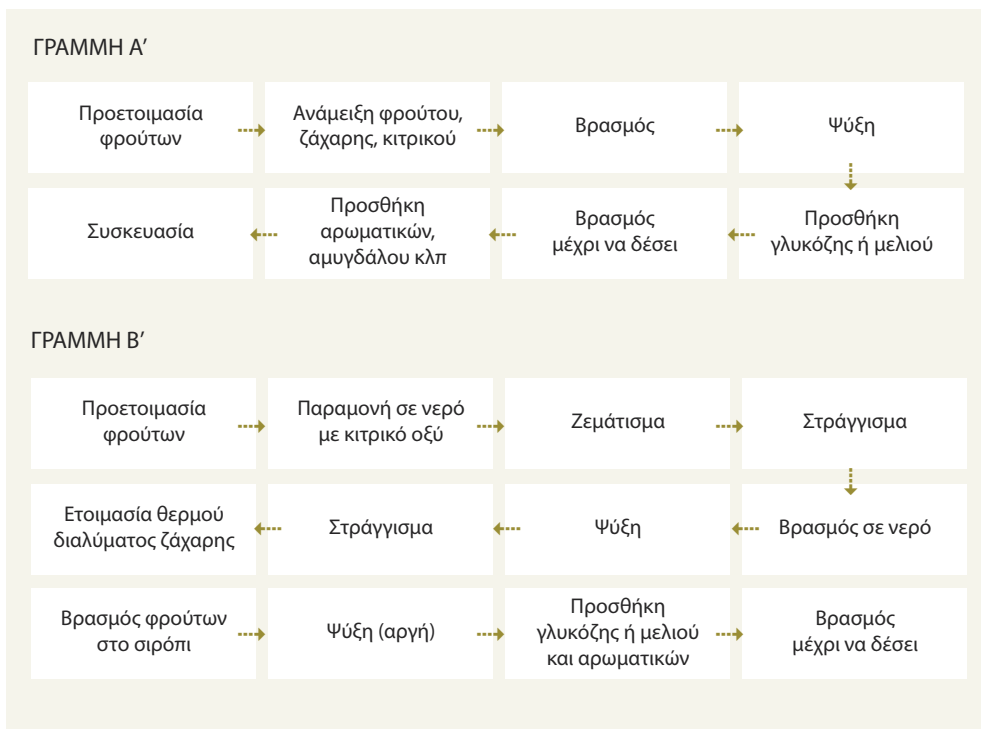 ΓΡΑΜΜΗ Α’
Προετοιμασία
φρούτων
Ανάμειξη φρούτου,
ζάχαρης, κιτρικού
Βρασμός
Ψύξη
Προσθήκη
γλυκόζης ή μελιού
Βρασμός
μέχρι να δέσει
Προσθήκη
αρωματικών,
αμυγδάλου κλπ
Συσκευασία
ΓΡΑΜΜΗ Β’
Προετοιμασία
φρούτων
Παραμονή σε νερό
με κιτρικό οξύ
Ζεμάτισμα
Στράγγισμα
Βρασμός σε νερό
Ψύξη
Στράγγισμα
Ετοιμασία θερμού
διαλύματος ζάχαρης
Βρασμός φρούτων
στο σιρόπι
Ψύξη (αργή)
Προσθήκη
γλυκόζης ή μελιού
και αρωματικών
Βρασμός
μέχρι να δέσει